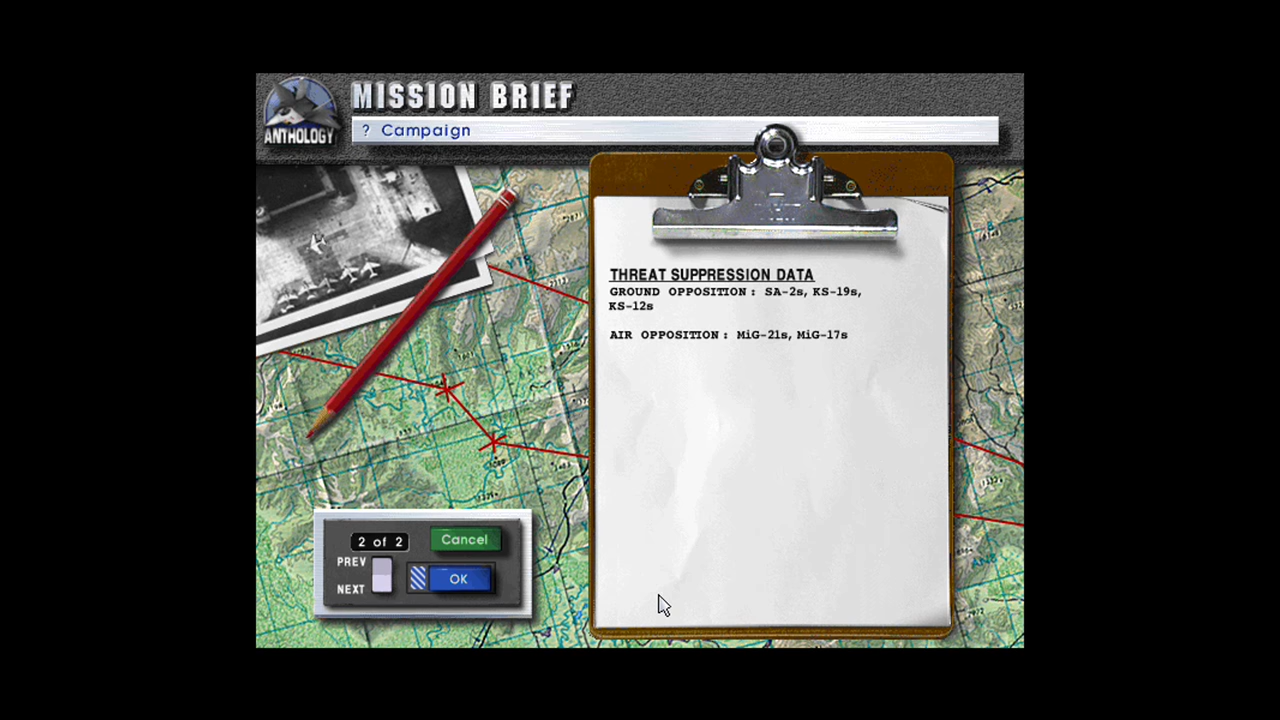 ANTHOLOGY
MISSION BRIEF
? Campaign
THREAT SUPPRESSION DATA
GROUND OPPOSITION : SA-2s, KS-19s,
KS-12s
AIR OPPOSITION : MiG-21s, MiG-17s
2 of 2
Cancel
PREV
NEXT
OK